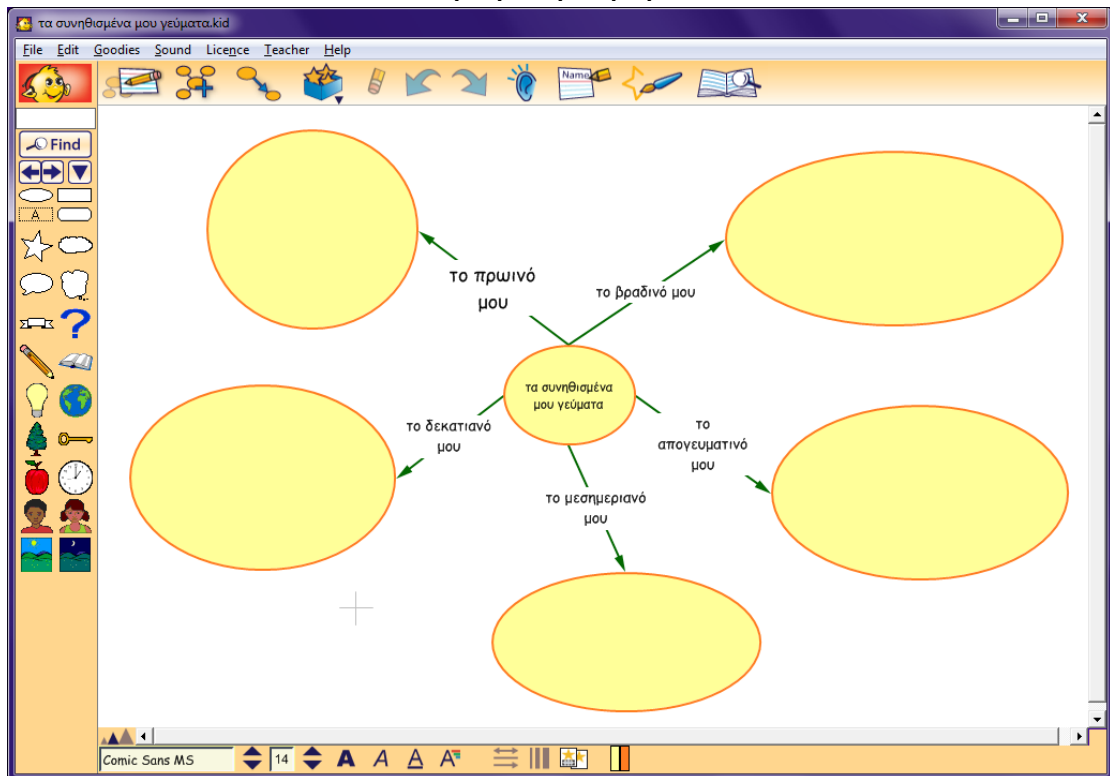 τα συνηθισμένα μου γεύματα.kid
File Edit Goodies Sound Licence Teacher Help
Name
Find
A
το πρωινό
μου
το βραδινό μου
τα συνηθισμένα
μου γεύματα
το δεκατιανό
μου
το
απογευματινό
μου
το μεσημεριανό
μου
Comic Sans MS 14 A A A A